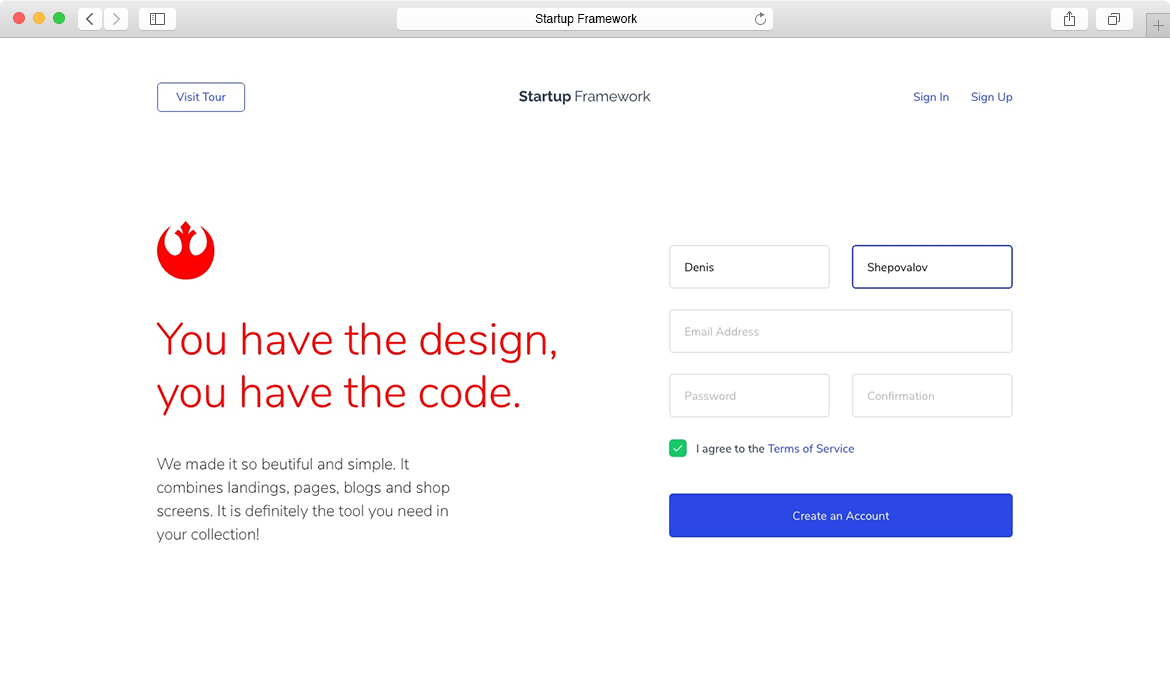 Startup Framework
Visit Tour
Startup Framework
Sign In
Sign Up
You have the design,
you have the code.
We made it so beutiful and simple. It
combines landings, pages, blogs and shop
screens. It is definitely the tool you need in
your collection!
Denis
Shepovalov
Email Address
Password
Confirmation
I agree to the Terms of Service
Create an Account